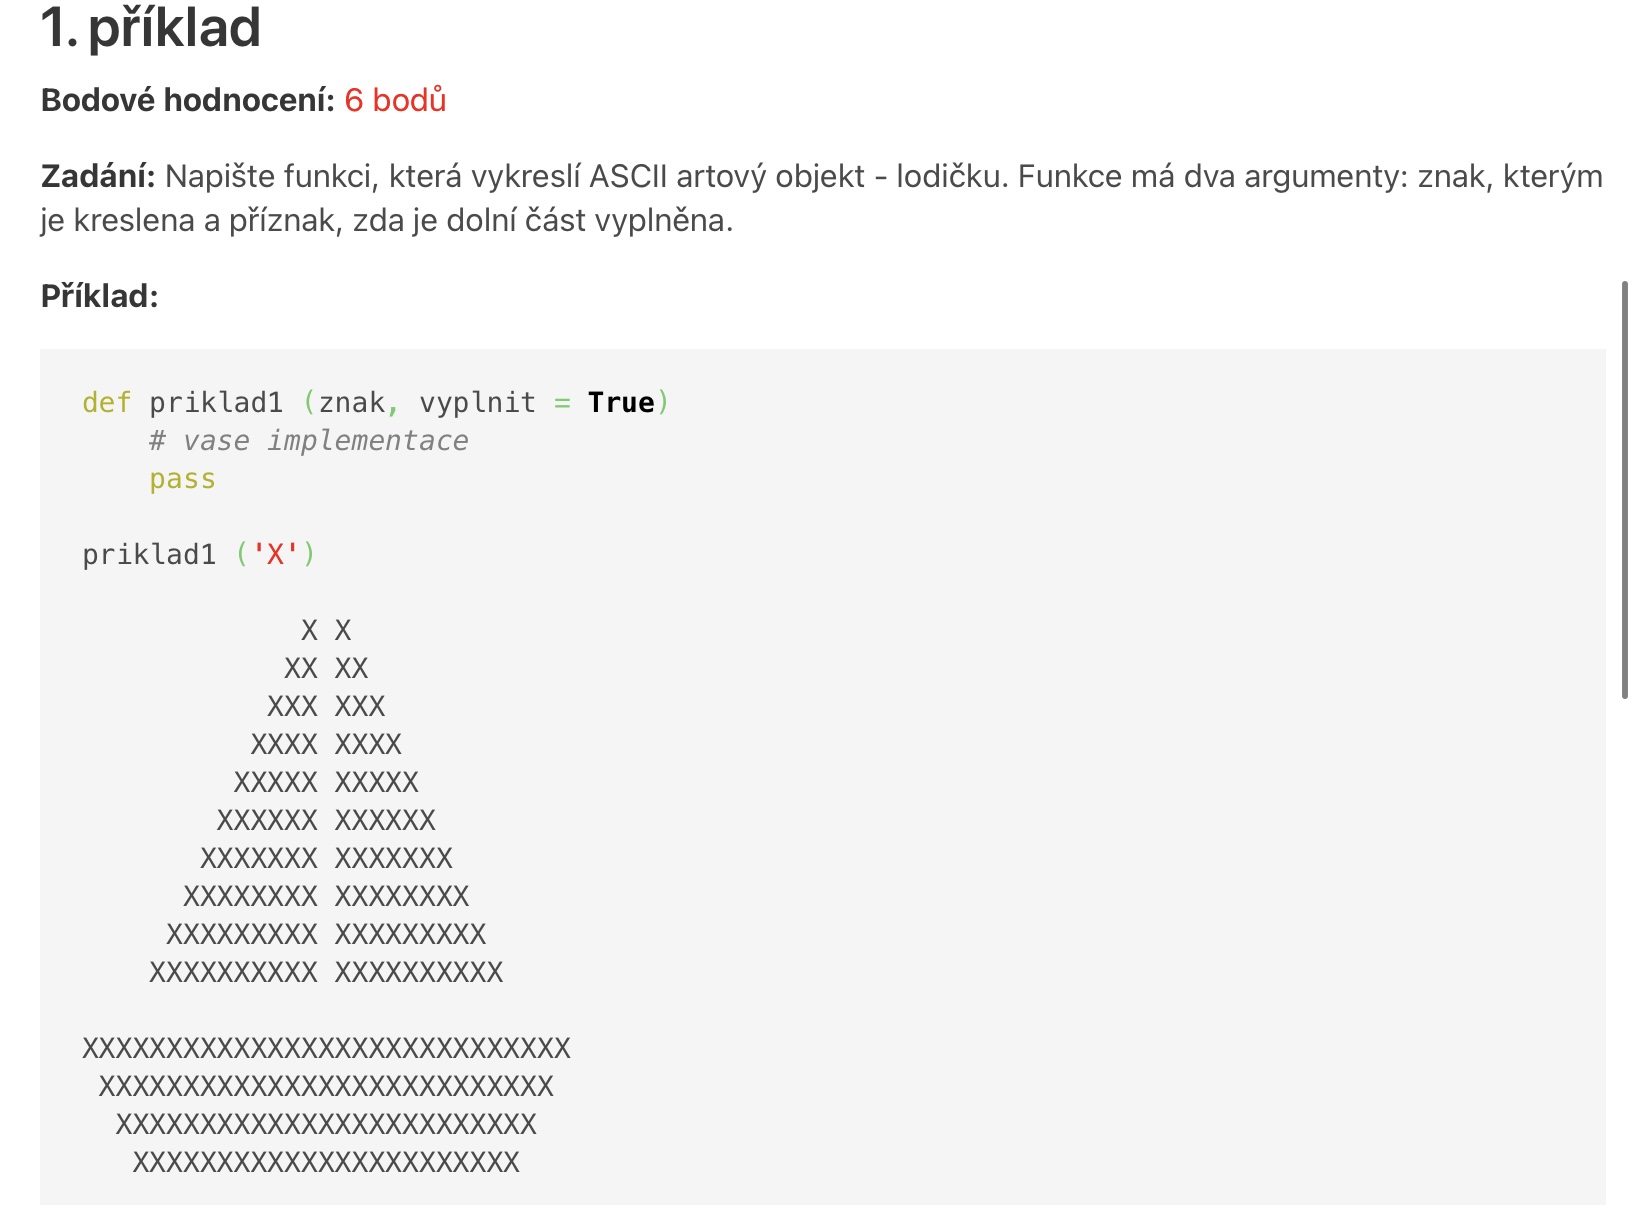 1. příklad
Bodové hodnocení: 6 bodů
Zadání: Napište funkci, která vykreslí ASCII artový objekt - lodičku. Funkce má dva argumenty: znak, kterým
je kreslena a příznak, zda je dolní část vyplněna.
Příklad:
def priklad1 (znak, vyplnit = True)
    # vase implementace
    pass
priklad1 ('X')
             X X
            XX XX
           XXX XXX
          XXXX XXXX
         XXXXX XXXXX
        XXXXXX XXXXXX
       XXXXXXX XXXXXXX
      XXXXXXXX XXXXXXXX
     XXXXXXXXX XXXXXXXXX
    XXXXXXXXXX XXXXXXXXXX
XXXXXXXXXXXXXXXXXXXXXXXXXXXXX
 XXXXXXXXXXXXXXXXXXXXXXXXXXX
  XXXXXXXXXXXXXXXXXXXXXXXXX
   XXXXXXXXXXXXXXXXXXXXXXX